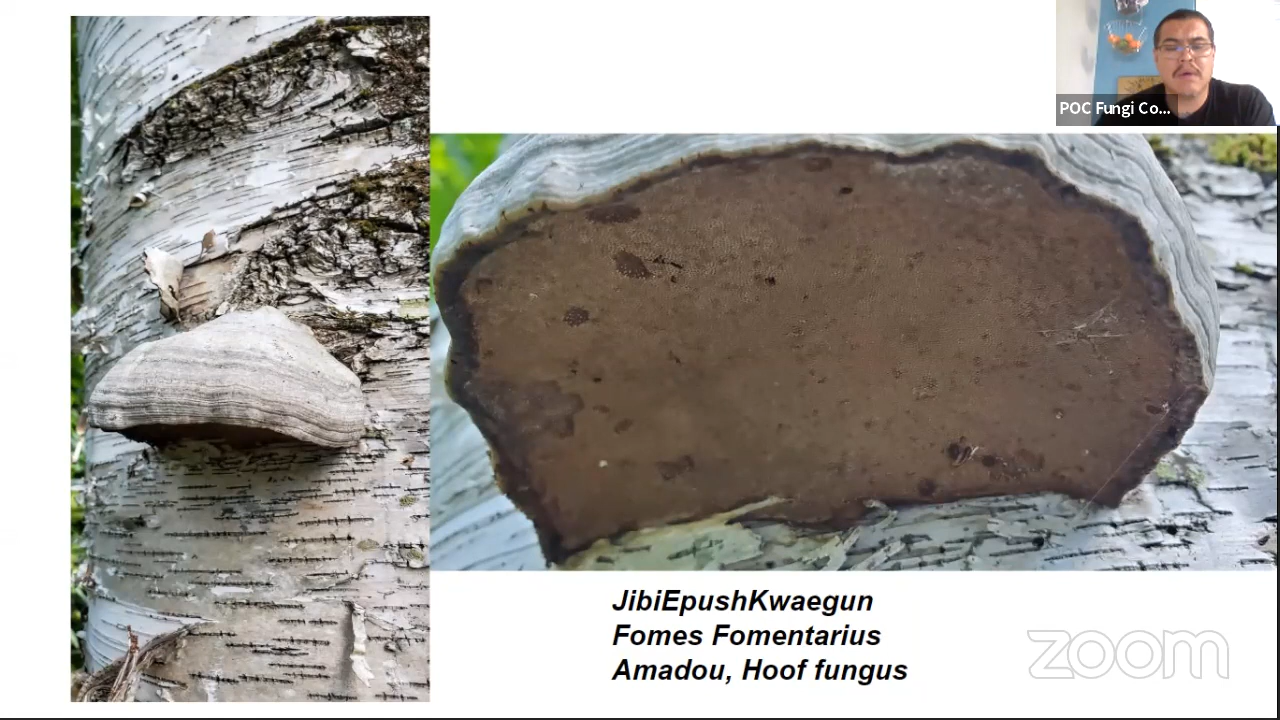 POC Fungi Co...
JibiEpushKwaegun
Fomes Fomentarius
Amadou, Hoof fungus
zoom